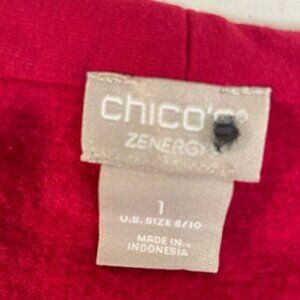 chico's®
ZENERGY
1
U.S. SIZE 8/10
MADE IN
INDONESIA